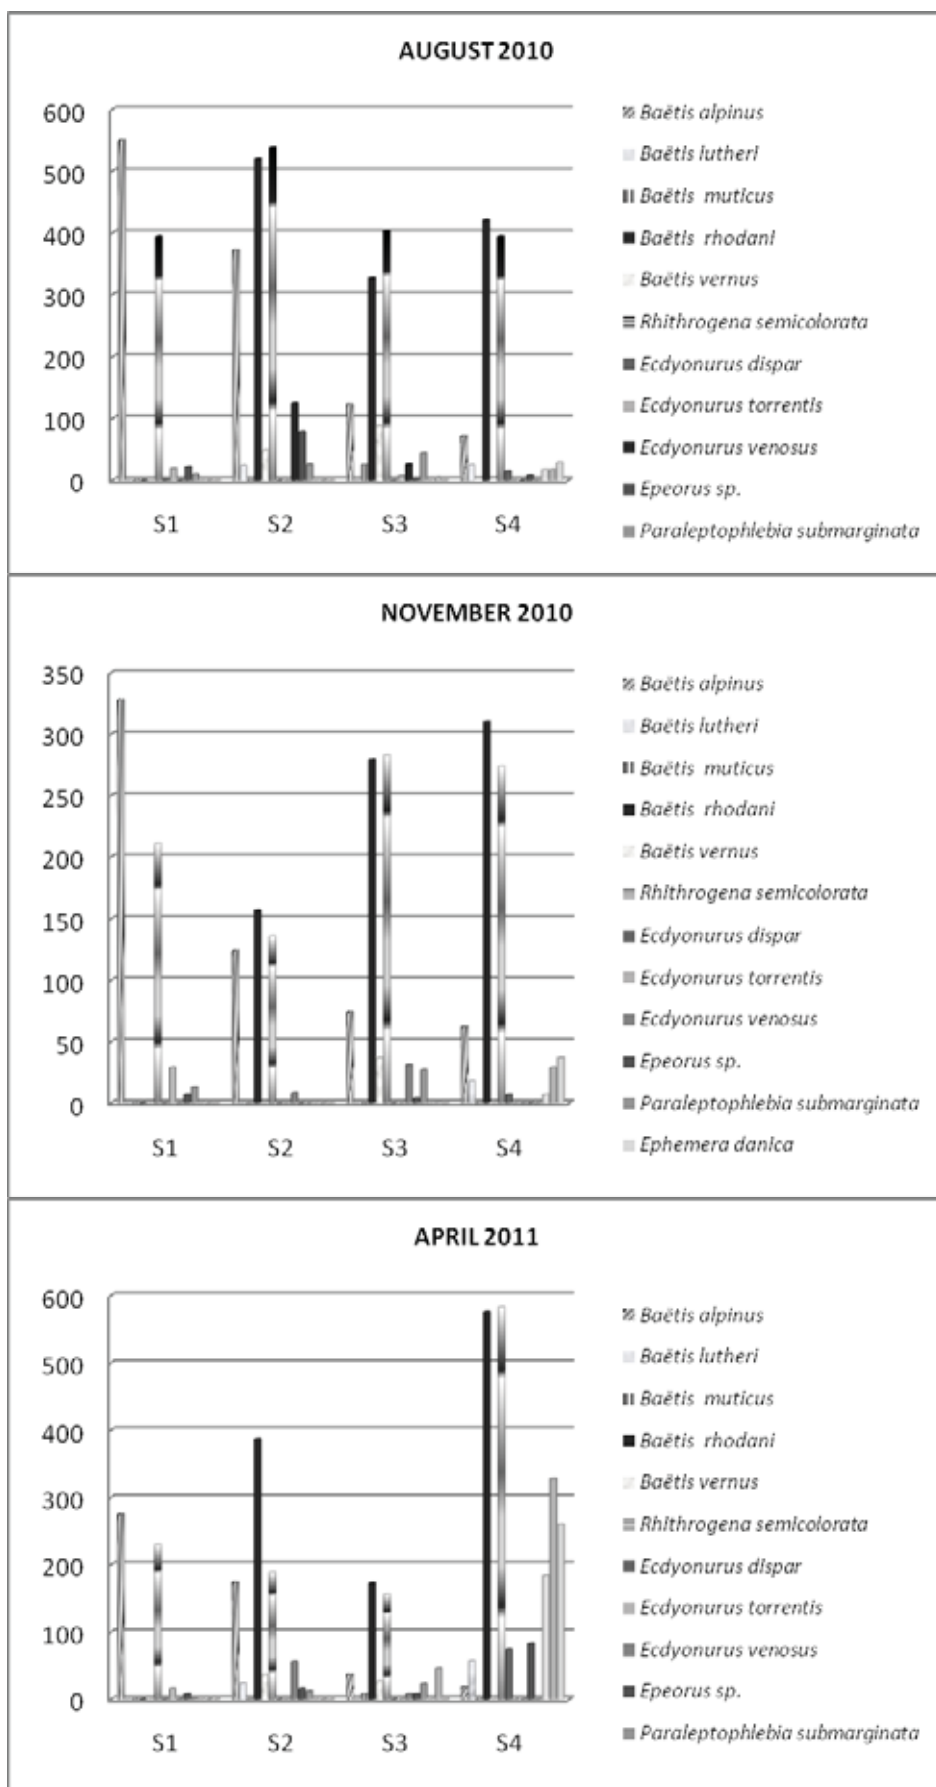 AUGUST 2010
600
500
400
300
200
100
0
S1 S2 S3 S4
Baëtis alpinus
Baëtis lutheri
Baëtis muticus
Baëtis rhodani
Baëtis vernus
Rhithrogena semicolorata
Ecdyonurus dispar
Ecdyonurus torrentis
Ecdyonurus venosus
Epeorus sp.
Paraleptophlebia submarginata
NOVEMBER 2010
350
300
250
200
150
100
50
0
S1 S2 S3 S4
Baëtis alpinus
Baëtis lutheri
Baëtis muticus
Baëtis rhodani
Baëtis vernus
Rhithrogena semicolorata
Ecdyonurus dispar
Ecdyonurus torrentis
Ecdyonurus venosus
Epeorus sp.
Paraleptophlebia submarginata
Ephemera danica
APRIL 2011
600
500
400
300
200
100
0
S1 S2 S3 S4
Baëtis alpinus
Baëtis lutheri
Baëtis muticus
Baëtis rhodani
Baëtis vernus
Rhithrogena semicolorata
Ecdyonurus dispar
Ecdyonurus torrentis
Ecdyonurus venosus
Epeorus sp.
Paraleptophlebia submarginata